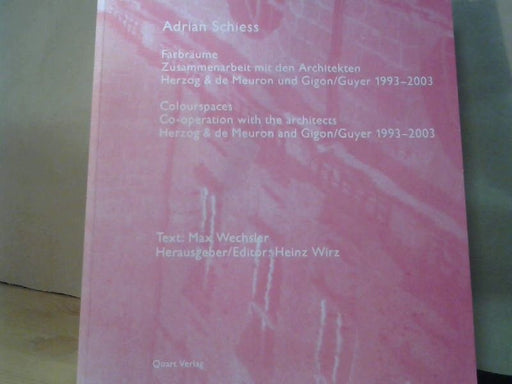 Adrian Schiess
Farbräume
Zusammenarbeit mit den Architekten
Herzog & de Meuron und Gigon/Guyer 1993–2003
Colourspaces
Co-operation with the architects
Herzog & de Meuron and Gigon/Guyer 1993–2003
Text: Max Wechsler
Herausgeber/Editor: Heinz Wirz
Quart Verlag